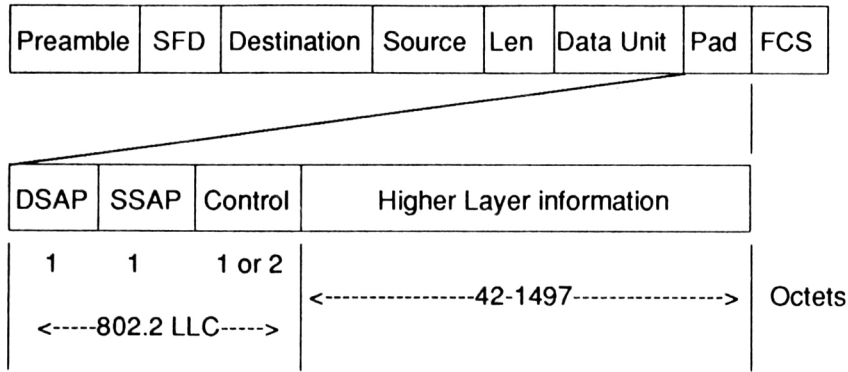 Preamble SFD Destination Source Len Data Unit Pad FCS
DSAP SSAP Control Higher Layer information
1 1 1 or 2
<-----------------42-1497-----------------> Octets
<-----802.2 LLC----->